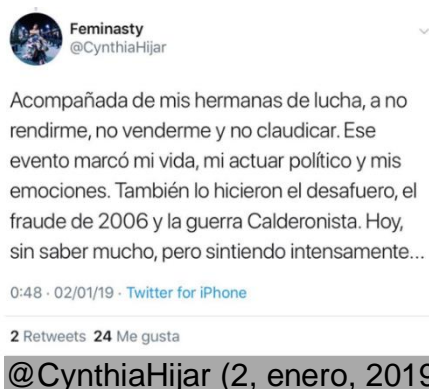 Feminasty
@CynthiaHijar
Acompañada de mis hermanas de lucha, a no
rendirme, no venderme y no claudicar. Ese
evento marcó mi vida, mi actuar político y mis
emociones. También lo hicieron el desafuero, el
fraude de 2006 y la guerra Calderonista. Hoy,
sin saber mucho, pero sintiendo intensamente...
0:48 · 02/01/19 · Twitter for iPhone
2 Retweets 24 Me gusta
@CynthiaHijar (2, enero, 2019